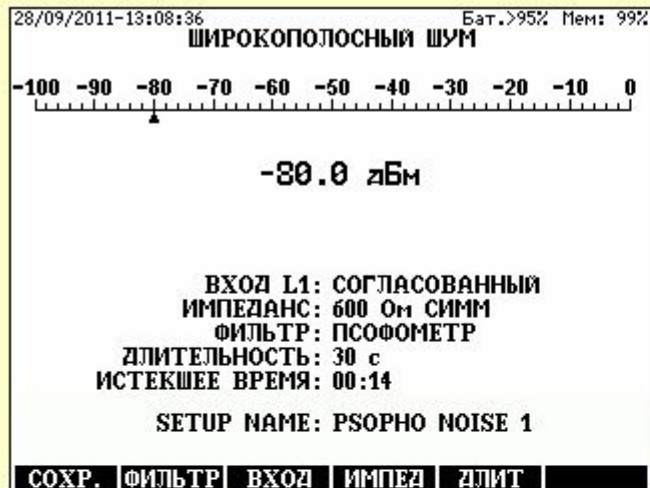 28/09/2011-13:08:36 Бат.>95% Мем: 99%
ШИРОКОПОЛОСНЫЙ ШУМ
-100 -90 -80 -70 -60 -50 -40 -30 -20 -10 0
-80.0 дБм
ВХОД L1: СОГЛАСОВАННЫЙ
ИМПЕДАНС: 600 Ом СИММ
ФИЛЬТР: ПСОФОМЕТР
ДЛИТЕЛЬНОСТЬ: 30 с
ИСТЕКШЕЕ ВРЕМЯ: 00:14
SETUP NAME: PSOPHO NOISE 1
СОХР. ФИЛЬТР ВХОД ИМПЕД ДЛИТ